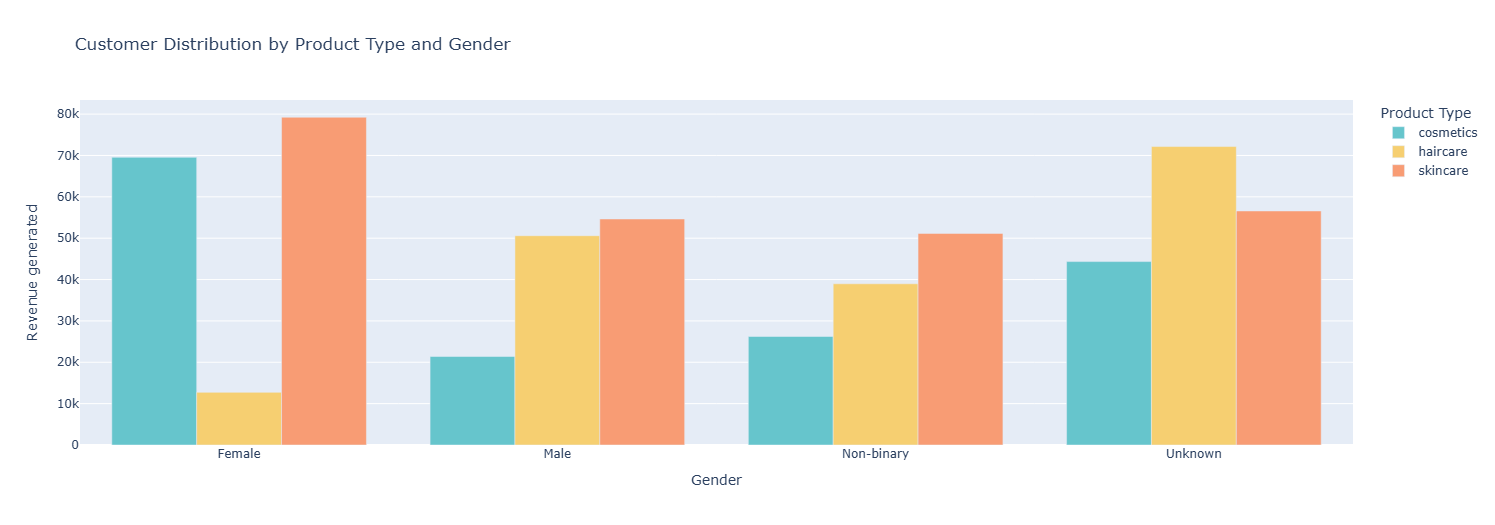 Customer Distribution by Product Type and Gender
Product Type
cosmetics
haircare
skincare
Revenue generated
80k
70k
60k
50k
40k
30k
20k
10k
0
Female
Male
Non-binary
Unknown
Gender